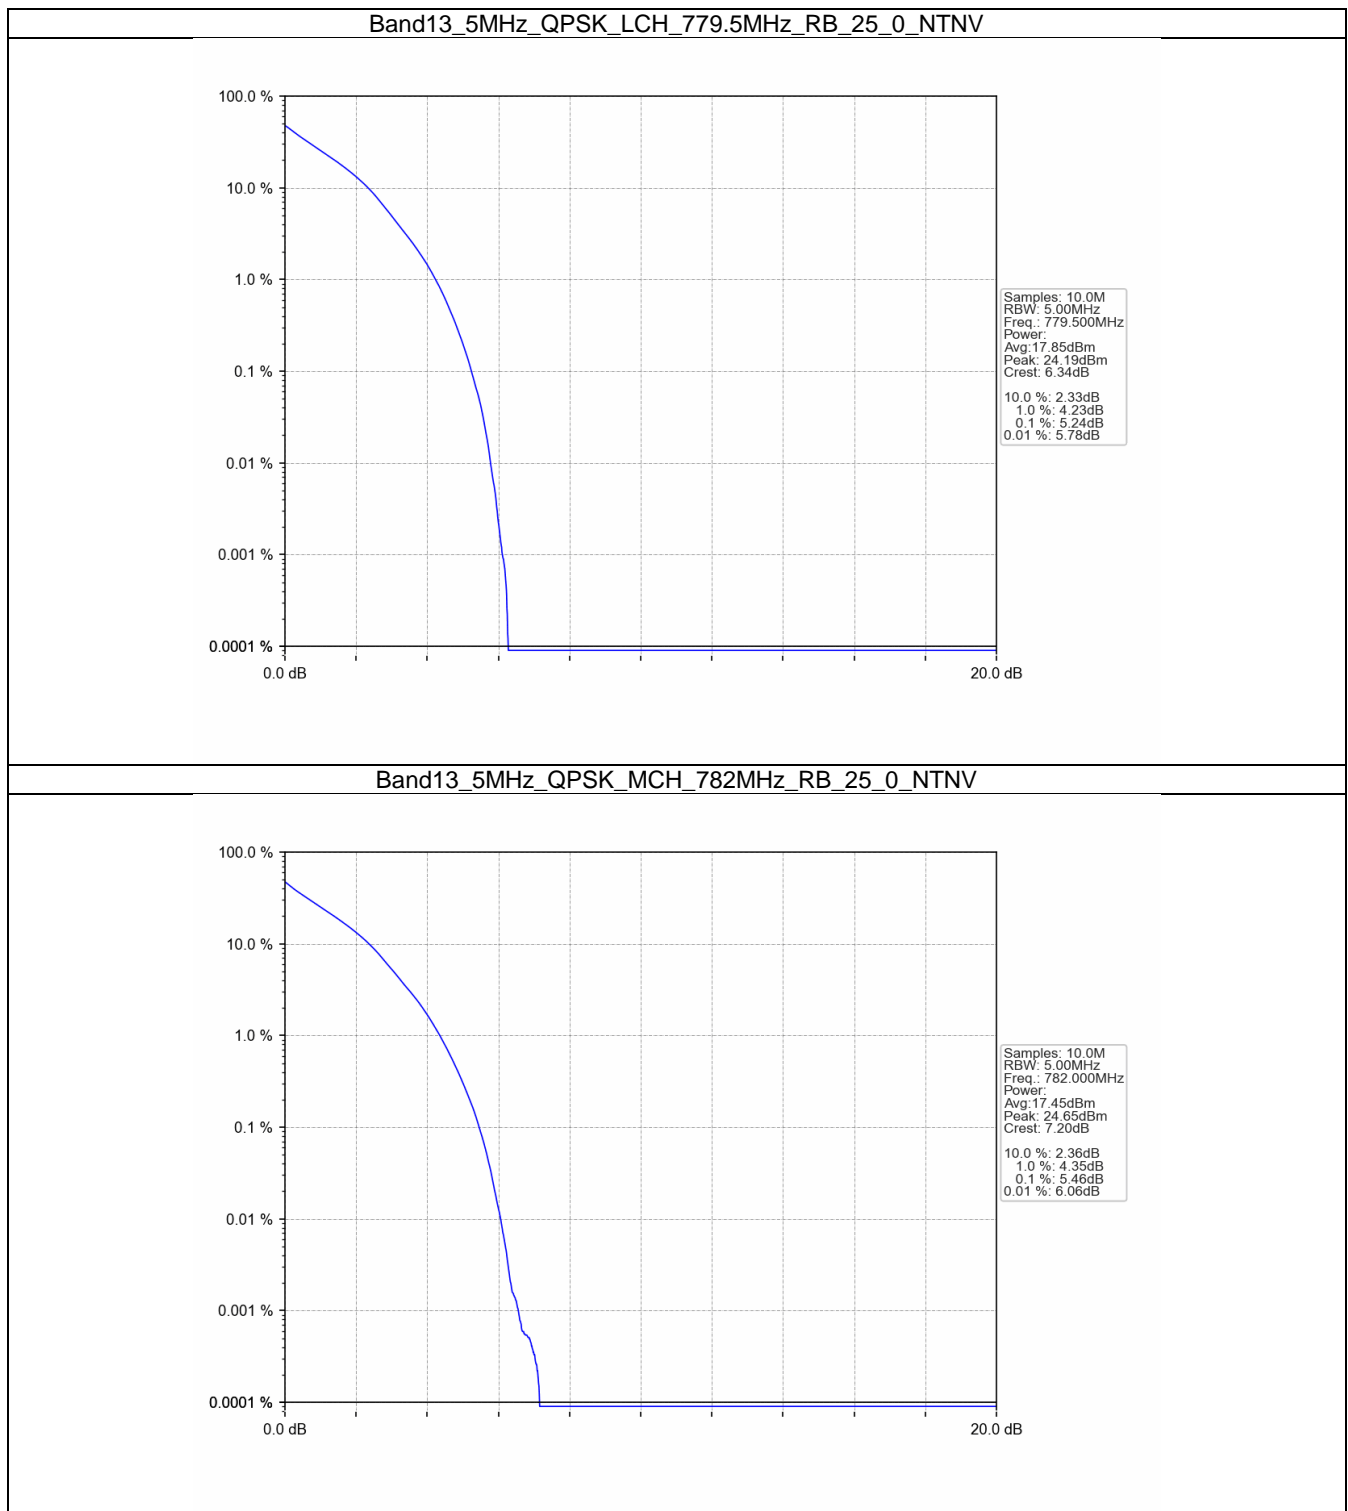 Band13_5MHz_QPSK_LCH_779.5MHz_RB_25_0_NTNV
100.0 %
10.0 %
1.0 %
0.1 %
0.01 %
0.001 %
0.0001 %
0.0 dB
20.0 dB
Samples: 10.0M
RBW: 5.00MHz
Freq.: 779.500MHz
Power:
Avg:17.85dBm
Peak: 24.19dBm
Crest: 6.34dB
10.0 %: 2.33dB
1.0 %: 4.23dB
0.1 %: 5.24dB
0.01 %: 5.78dB
Band13_5MHz_QPSK_MCH_782MHz_RB_25_0_NTNV
100.0 %
10.0 %
1.0 %
0.1 %
0.01 %
0.001 %
0.0001 %
0.0 dB
20.0 dB
Samples: 10.0M
RBW: 5.00MHz
Freq.: 782.000MHz
Power:
Avg:17.45dBm
Peak: 24.65dBm
Crest: 7.20dB
10.0 %: 2.36dB
1.0 %: 4.35dB
0.1 %: 5.46dB
0.01 %: 6.06dB